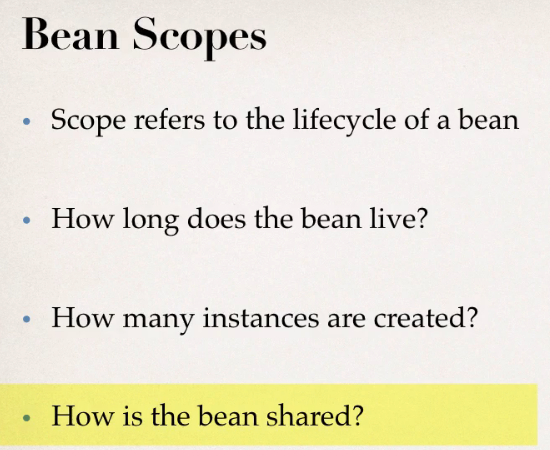 Bean Scopes
• Scope refers to the lifecycle of a bean
• How long does the bean live?
• How many instances are created?
• How is the bean shared?